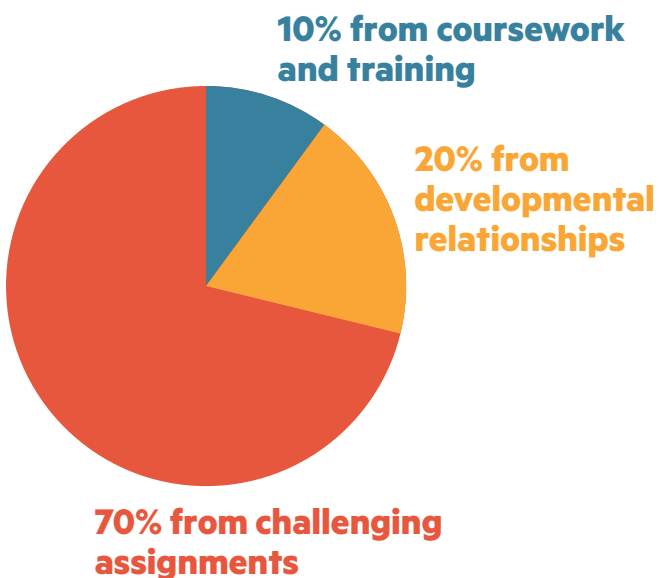 10% from coursework
and training
20% from
developmental
relationships
70% from challenging
assignments